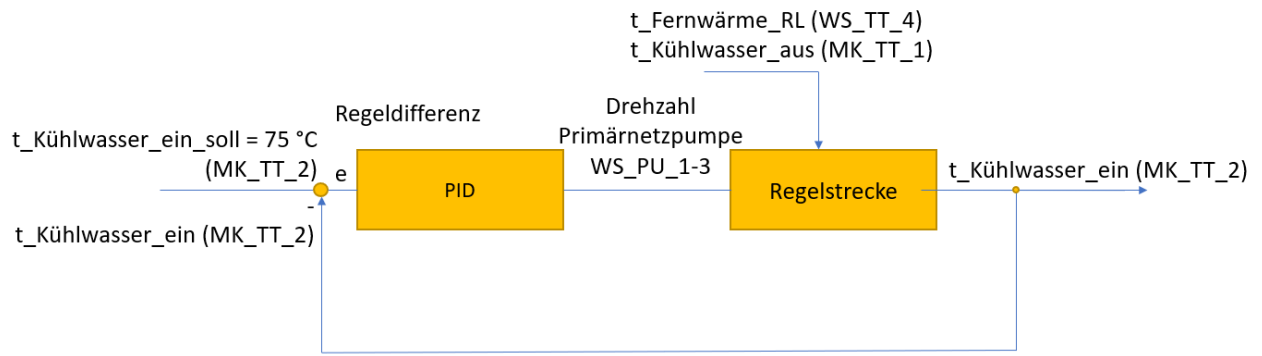 t_Fernwärme_RL (WS_TT_4)
t_Kühlwasser_aus (MK_TT_1)
Regeldifferenz
Drehzahl
Primärnetzpumpe
WS_PU_1-3
t_Kühlwasser_ein_soll = 75 °C
(MK_TT_2)
e
PID
Regelstrecke
t_Kühlwasser_ein (MK_TT_2)
-
t_Kühlwasser_ein (MK_TT_2)